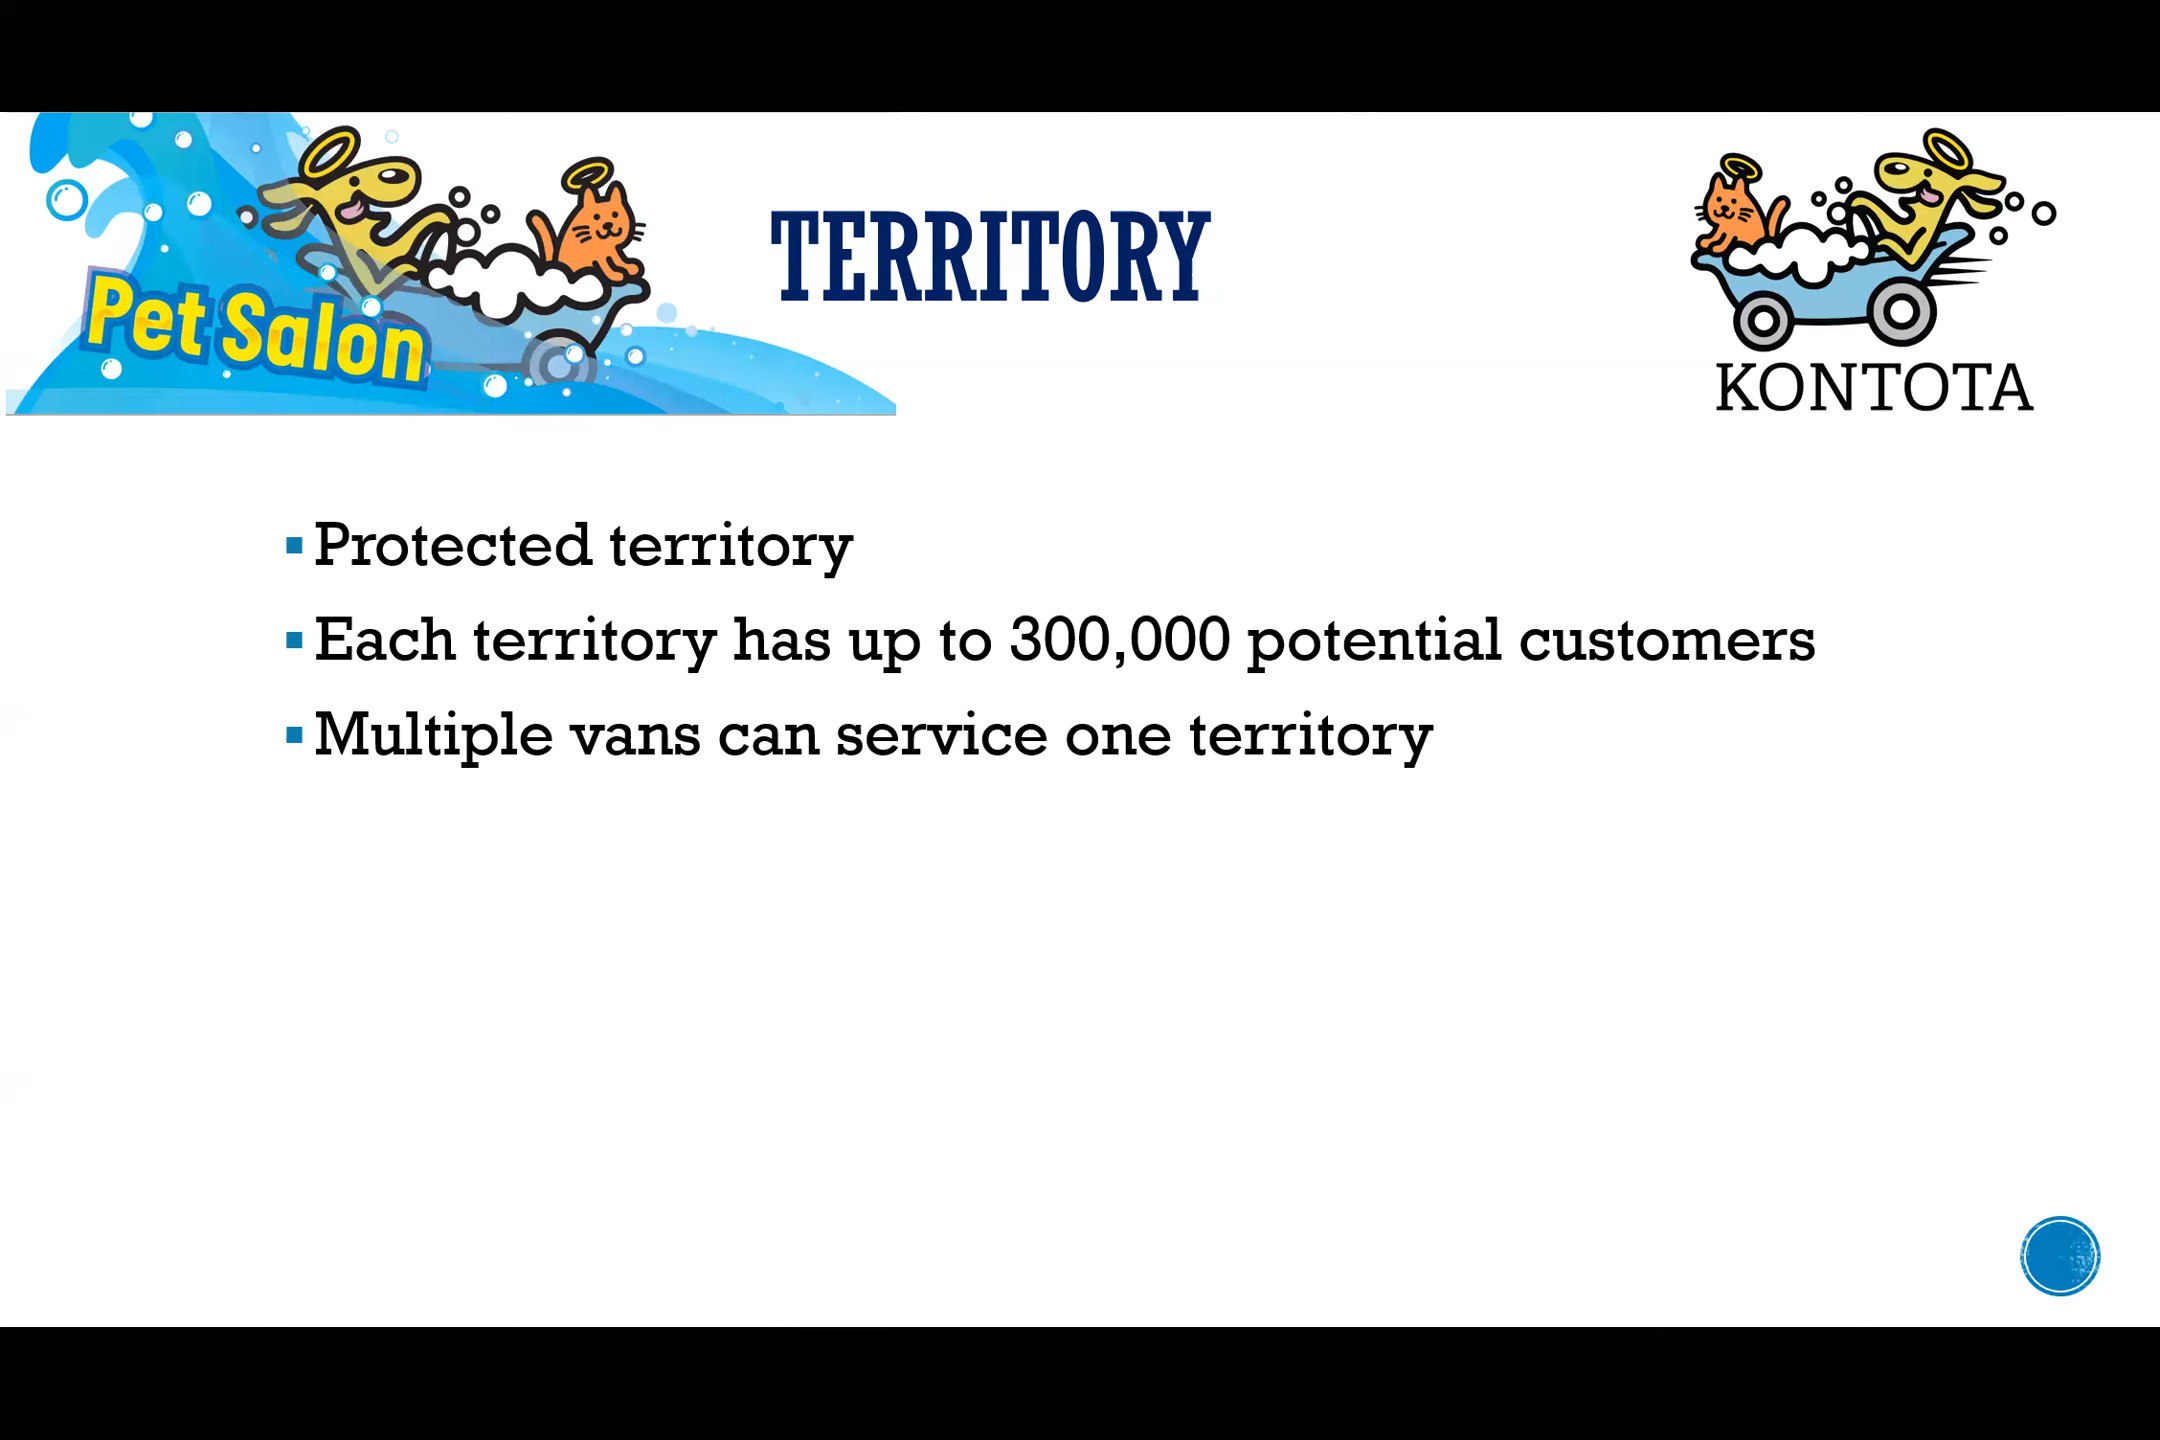 Pet Salon
TERRITORY
KONTOTA
▪ Protected territory
▪ Each territory has up to 300,000 potential customers
▪ Multiple vans can service one territory